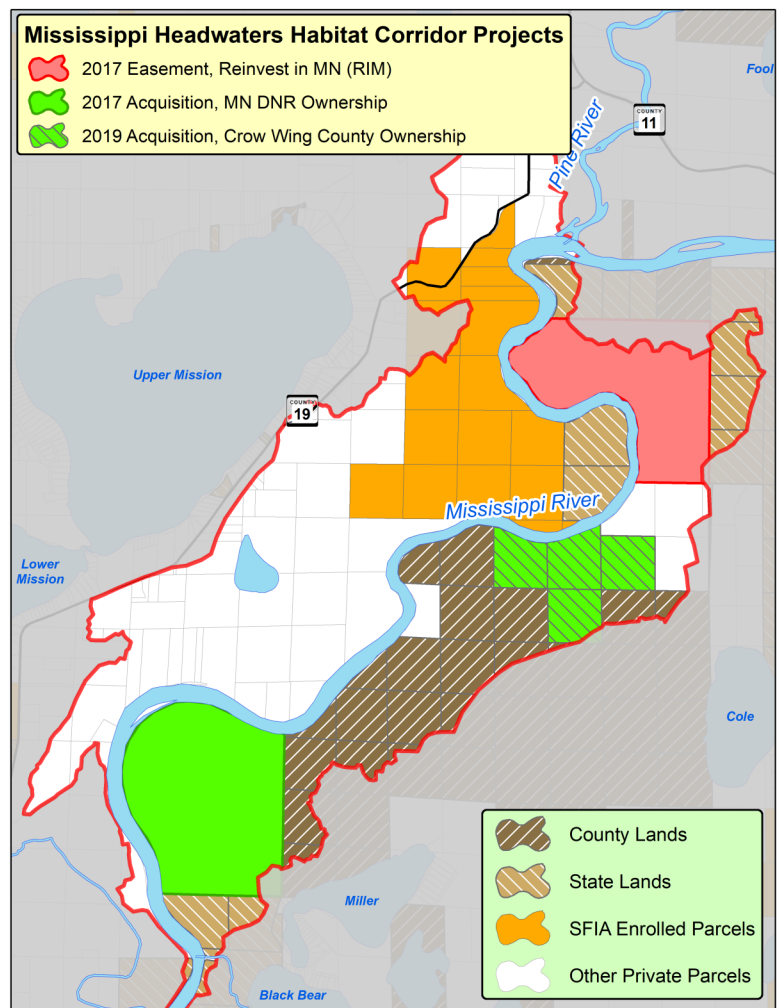 Mississippi Headwaters Habitat Corridor Projects
2017 Easement, Reinvest in MN (RIM)
2017 Acquisition, MN DNR Ownership
2019 Acquisition, Crow Wing County Ownership
Fool
COUNTY
11
Pine River
Upper Mission
COUNTY
19
Mississippi River
Lower
Mission
Cole
County Lands
State Lands
SFIA Enrolled Parcels
Other Private Parcels
Miller
Black Bear